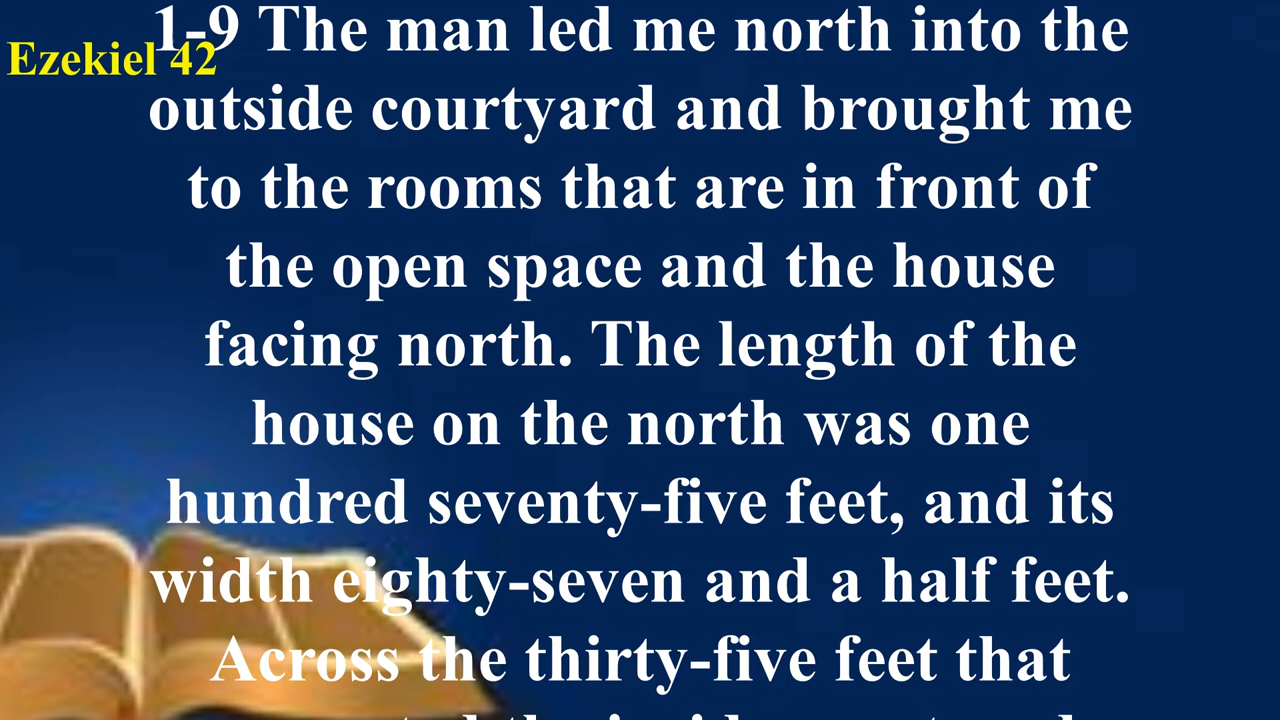 Ezekiel 42
1-9 The man led me north into the
outside courtyard and brought me
to the rooms that are in front of
the open space and the house
facing north. The length of the
house on the north was one
hundred seventy-five feet, and its
width eighty-seven and a half feet.
Across the thirty-five feet that